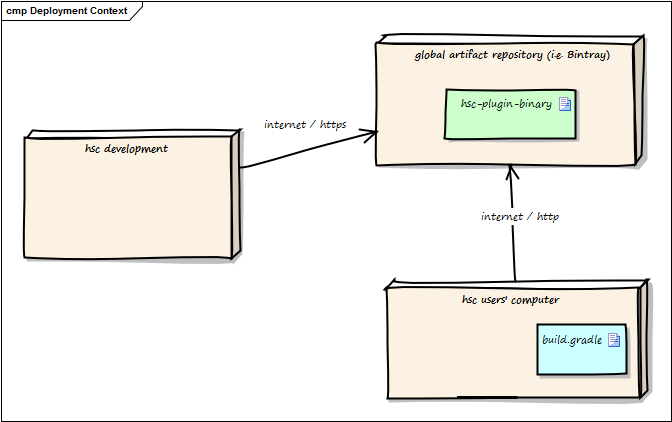 cmp Deployment Context
global artifact repository (i.e. Bintray)
hsc-plugin-binary
internet / https
hsc development
internet / http
hsc users' computer
build.gradle